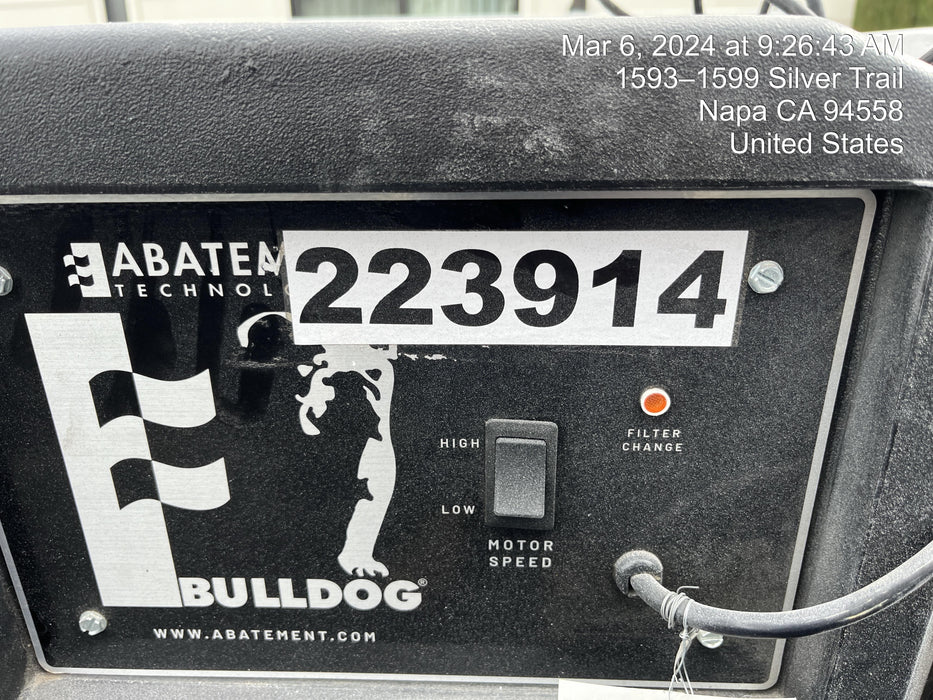 Mar 6, 2024 at 9:26:43 AM
1593–1599 Silver Trail
Napa CA 94558
United States
223914
FILTER
CHANGE
HIGH
LOW
MOTOR
SPEED
BULLDOG®
WWW.ABATEMENT.COM